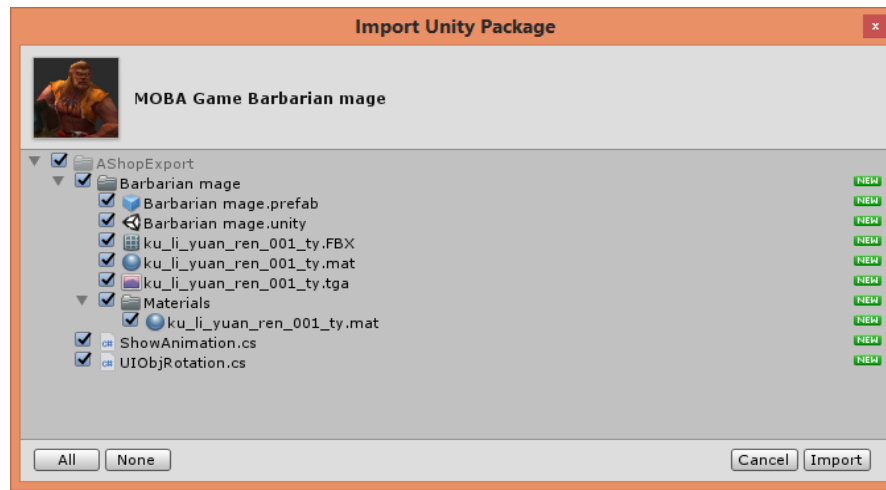 Import Unity Package
x
MOBA Game Barbarian mage
AShopExport
Barbarian mage NEW
Barbarian mage.prefab NEW
Barbarian mage.unity NEW
ku_li_yuan_ren_001_ty.FBX NEW
ku_li_yuan_ren_001_ty.mat NEW
ku_li_yuan_ren_001_ty.tga NEW
Materials NEW
ku_li_yuan_ren_001_ty.mat NEW
C# ShowAnimation.cs NEW
C# UIObjRotation.cs NEW
All None Cancel Import